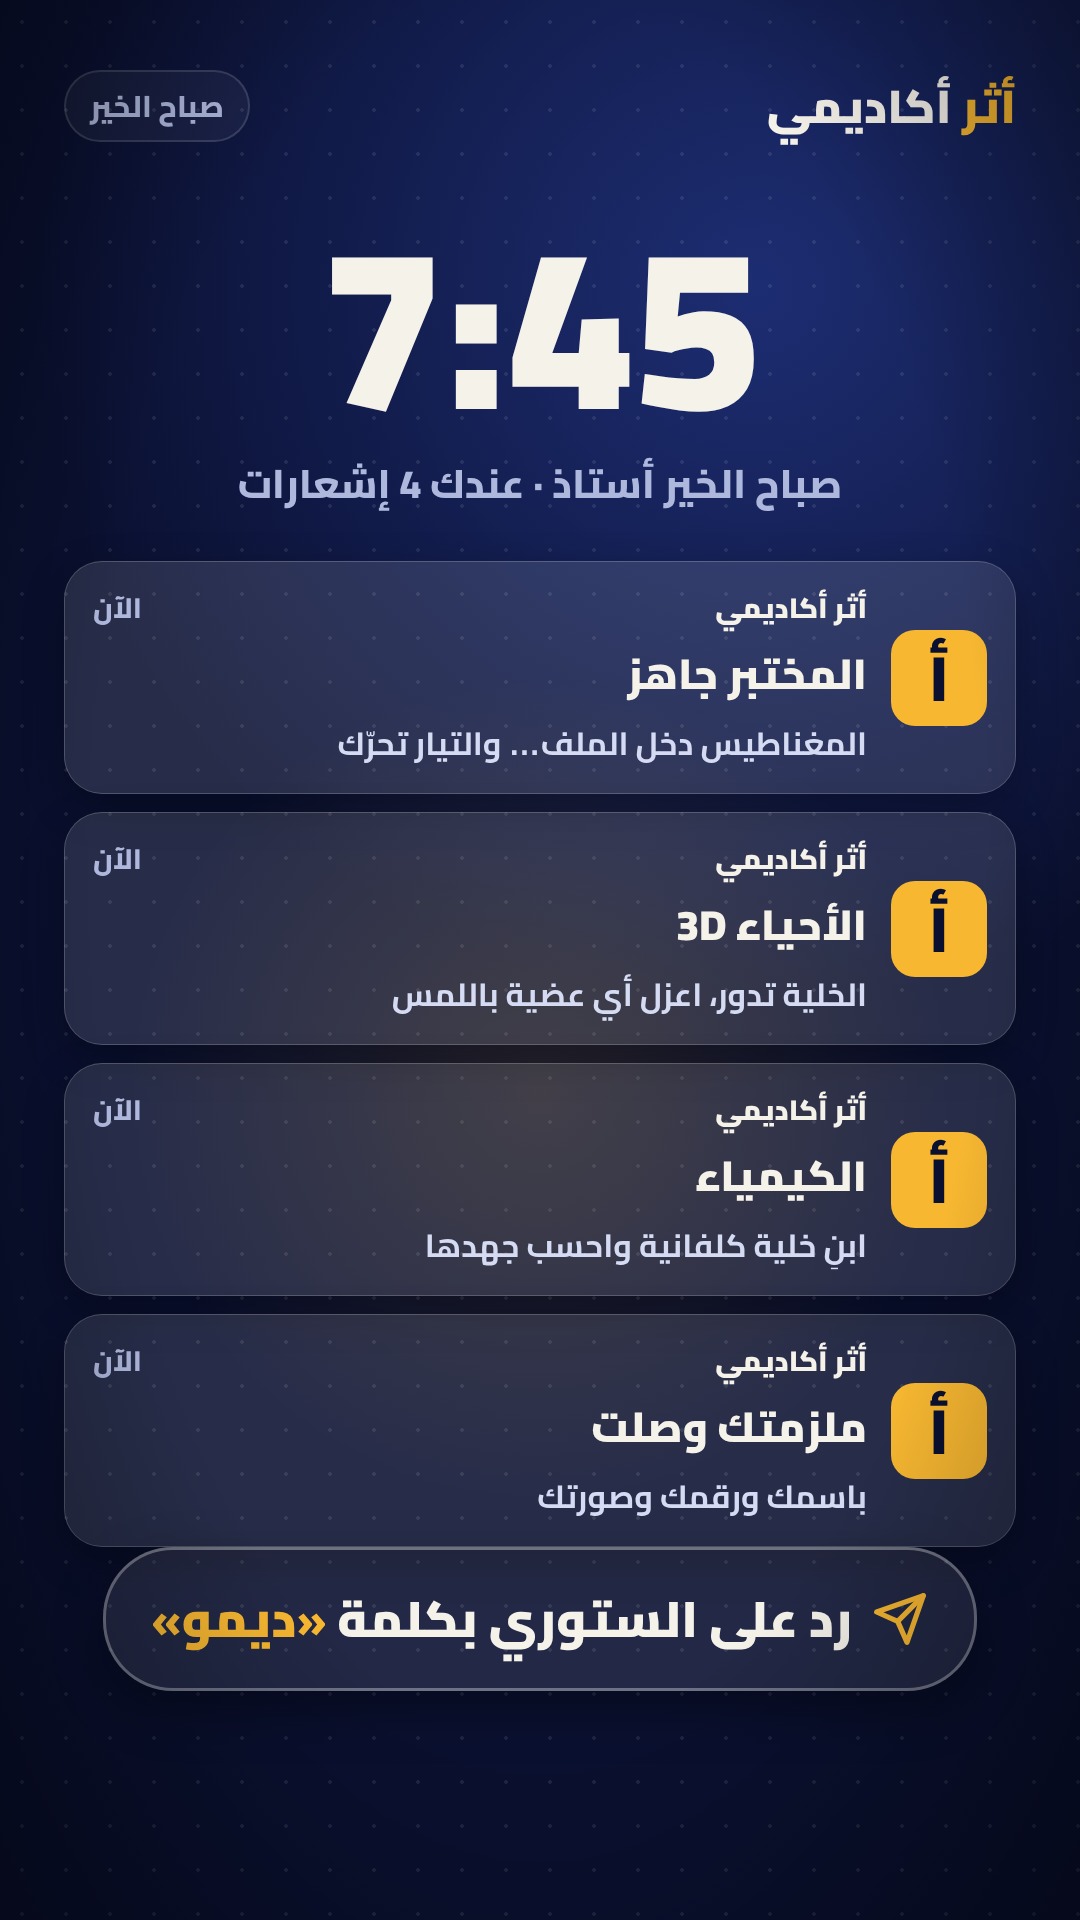 أثر أكاديمي
صباح الخير
7:45
صباح الخير أستاذ · عندك 4 إشعارات
أثر أكاديمي
الآن
أ
المختبر جاهز
المغناطيس دخل الملف... والتيار تحرّك
أثر أكاديمي
الآن
أ
الأحياء 3D
الخلية تدور، اعزل أي عضية باللمس
أثر أكاديمي
الآن
أ
الكيمياء
ابنِ خلية كلفانية واحسب جهدها
أثر أكاديمي
الآن
أ
ملزمتك وصلت
باسمك ورقمك وصورتك
رد على الستوري بكلمة «ديمو»